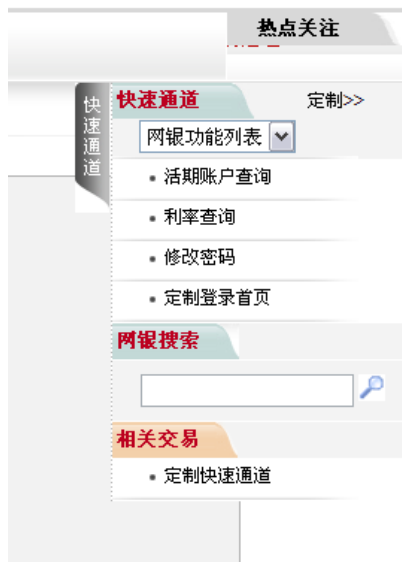 热点关注
快速通道
快速通道 定制>>
网银功能列表
活期账户查询
利率查询
修改密码
定制登录首页
网银搜索
相关交易
定制快速通道